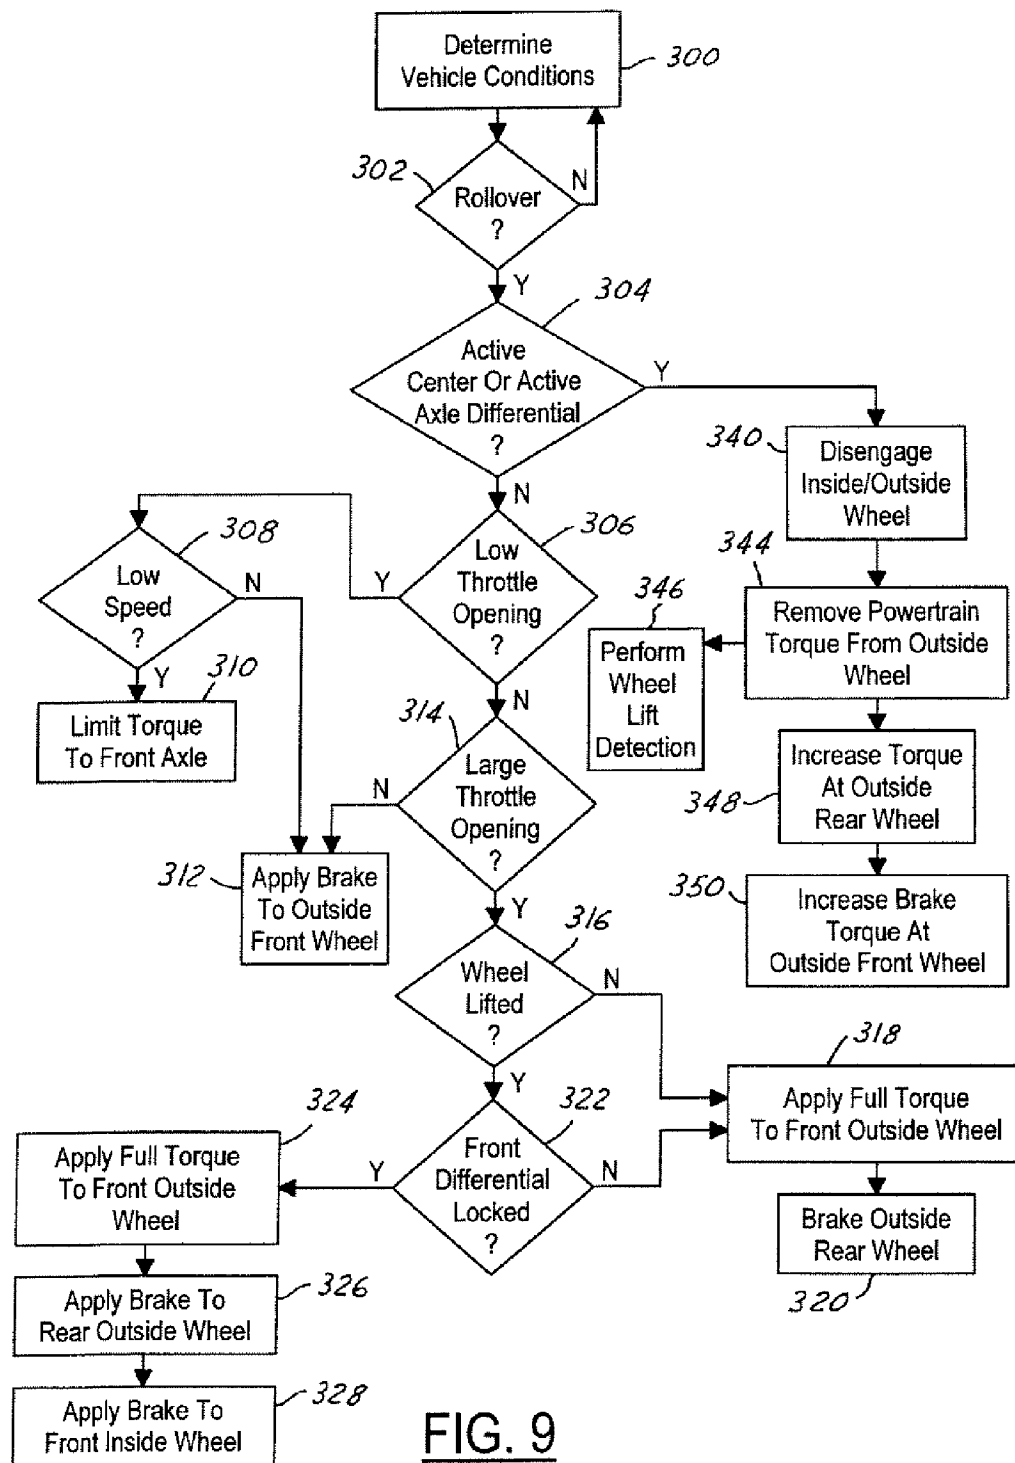 Determine
Vehicle Conditions
300
302
Rollover
?
N
Y
304
Active
Center Or Active
Axle Differential
?
Y
N
340
Disengage
Inside/Outside
Wheel
308
Low
Speed
?
N
Y
306
Low
Throttle
Opening
?
Y
N
344
Remove Powertrain
Torque From Outside
Wheel
346
Perform
Wheel
Lift
Detection
310
Limit Torque
To Front Axle
314
Large
Throttle
Opening
?
N
Y
348
Increase Torque
At Outside
Rear Wheel
312
Apply Brake
To Outside
Front Wheel
350
Increase Brake
Torque At
Outside Front Wheel
316
Wheel
Lifted
?
N
Y
318
Apply Full Torque
To Front Outside Wheel
322
Front
Differential
Locked
?
Y
N
324
Apply Full Torque
To Front Outside
Wheel
Brake Outside
Rear Wheel
320
326
Apply Brake To
Rear Outside Wheel
328
Apply Brake To
Front Inside Wheel
FIG. 9